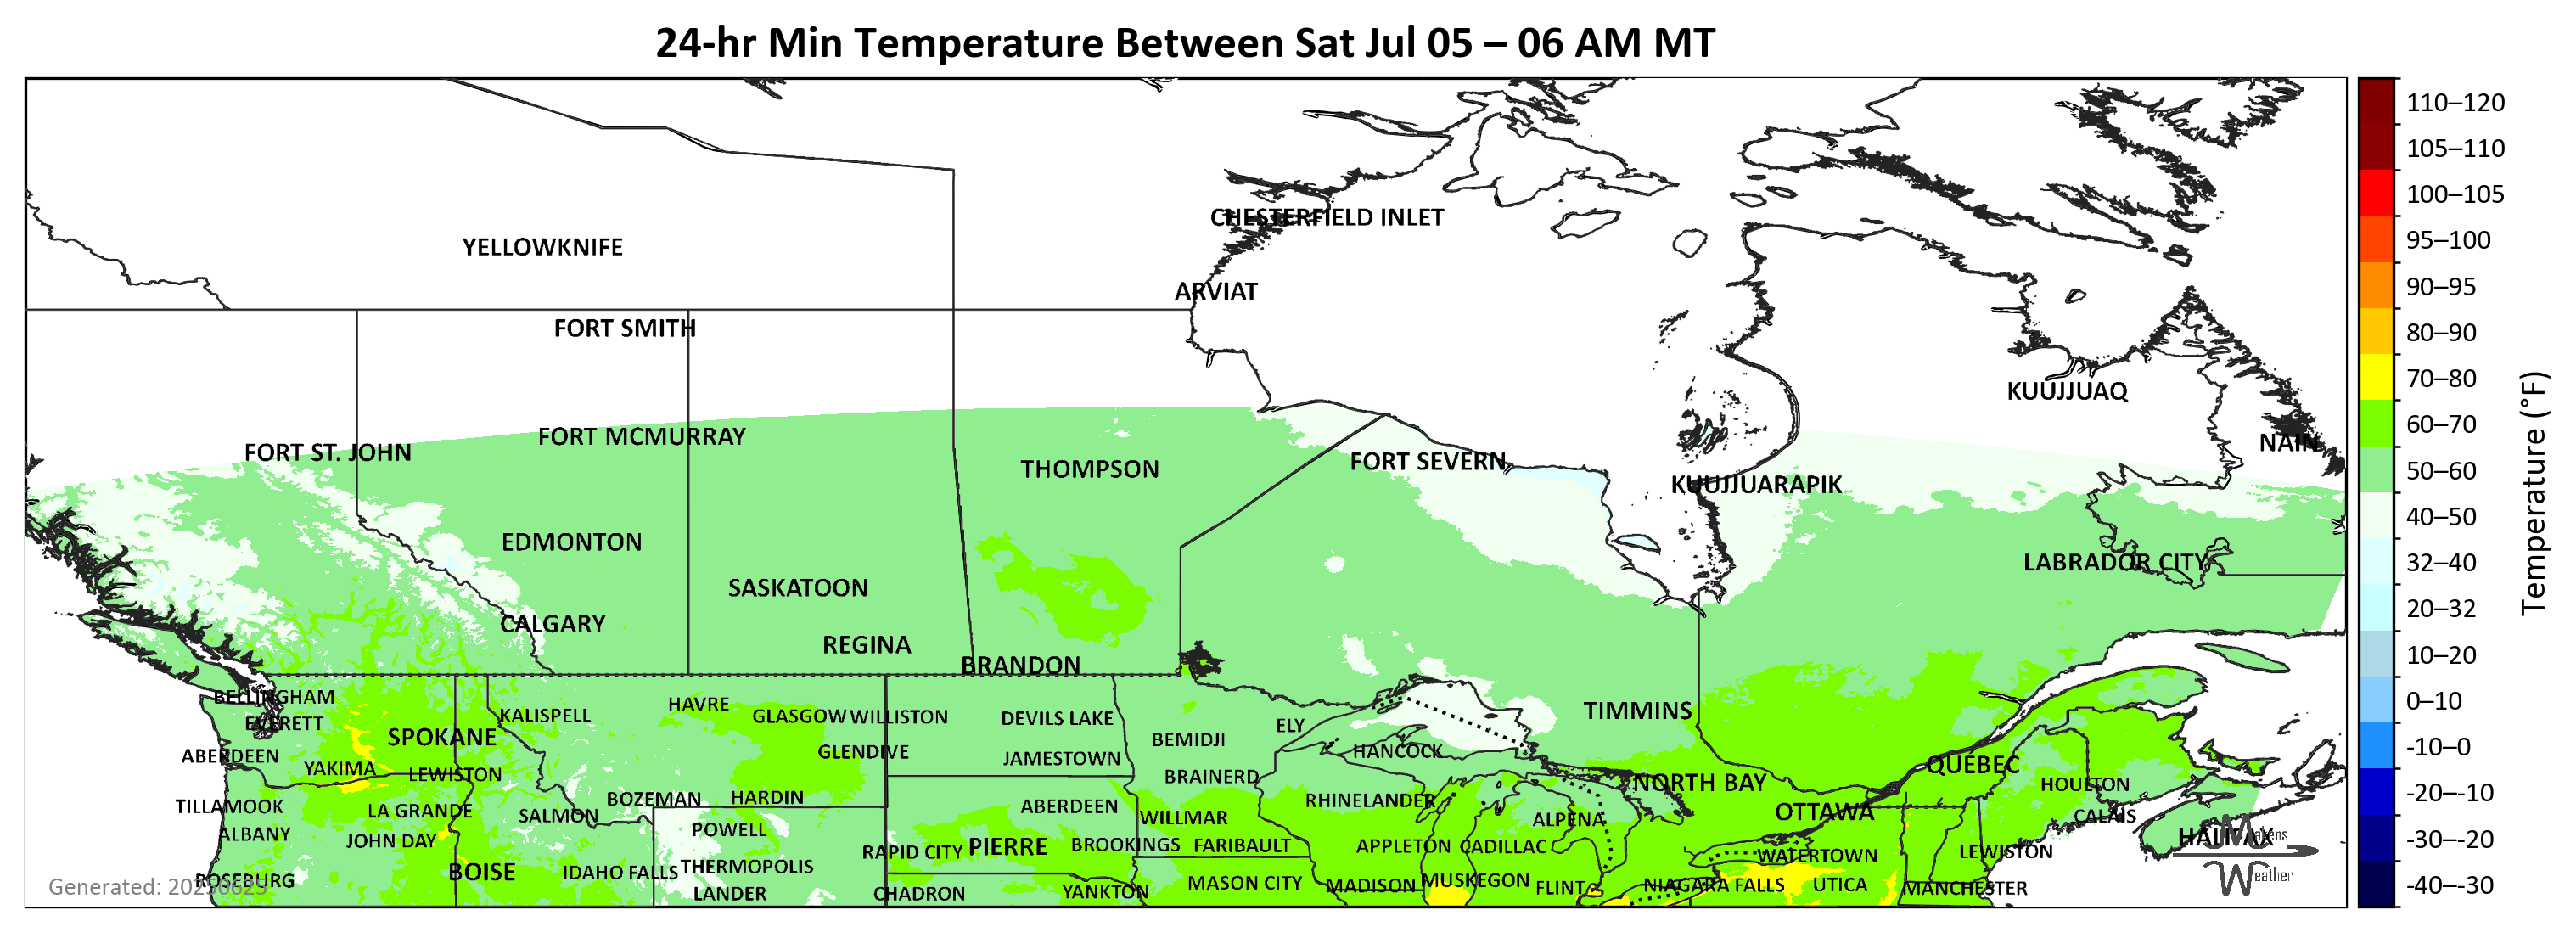 24-hr Min Temperature Between Sat Jul 05 – 06 AM MT
110–120
105–110
100–105
95–100
90–95
80–90
70–80
60–70
50–60
40–50
32–40
20–32
10–20
0–10
-10–0
-20–-10
-30–-20
-40–-30
Temperature (°F)
CHESTERFIELD INLET
YELLOWKNIFE
ARVIAT
FORT SMITH
KUUJJUAQ
FORT MCMURRAY
NAIN
FORT ST. JOHN
FORT SEVERN
THOMPSON
KUUJJUARAPIK
EDMONTON
LABRADOR CITY
SASKATOON
CALGARY
REGINA
BRANDON
BELLINGHAM
HAVRE
TIMMINS
KALISPELL
GLASGOW WILLISTON
DEVILS LAKE
EVERETT
ELY
SPOKANE
BEMIDJI
HANCOCK
GLENDIVE
ABERDEEN
JAMESTOWN
QUEBEC
YAKIMA
LEWISTON
BRAINERD
NORTH BAY
HOULTON
BOZEMAN
HARDIN
RHINELANDER
TILLAMOOK
ABERDEEN
LA GRANDE
OTTAWA
SALMON
CALAIS
WILLMAR
ALPENA
POWELL
ALBANY
HALIFAX
JOHN DAY
BROOKINGS
FARIBAULT
APPLETON
CADILLAC
PIERRE
RAPID CITY
LEWISTON
WATERTOWN
THERMOPOLIS
BOISE
IDAHO FALLS
ROSEBURG
MUSKEGON
MASON CITY
MADISON
NIAGARA FALLS
UTICA
FLINT
MANCHESTER
YANKTON
LANDER
CHADRON
Generated: 20250625
Weather